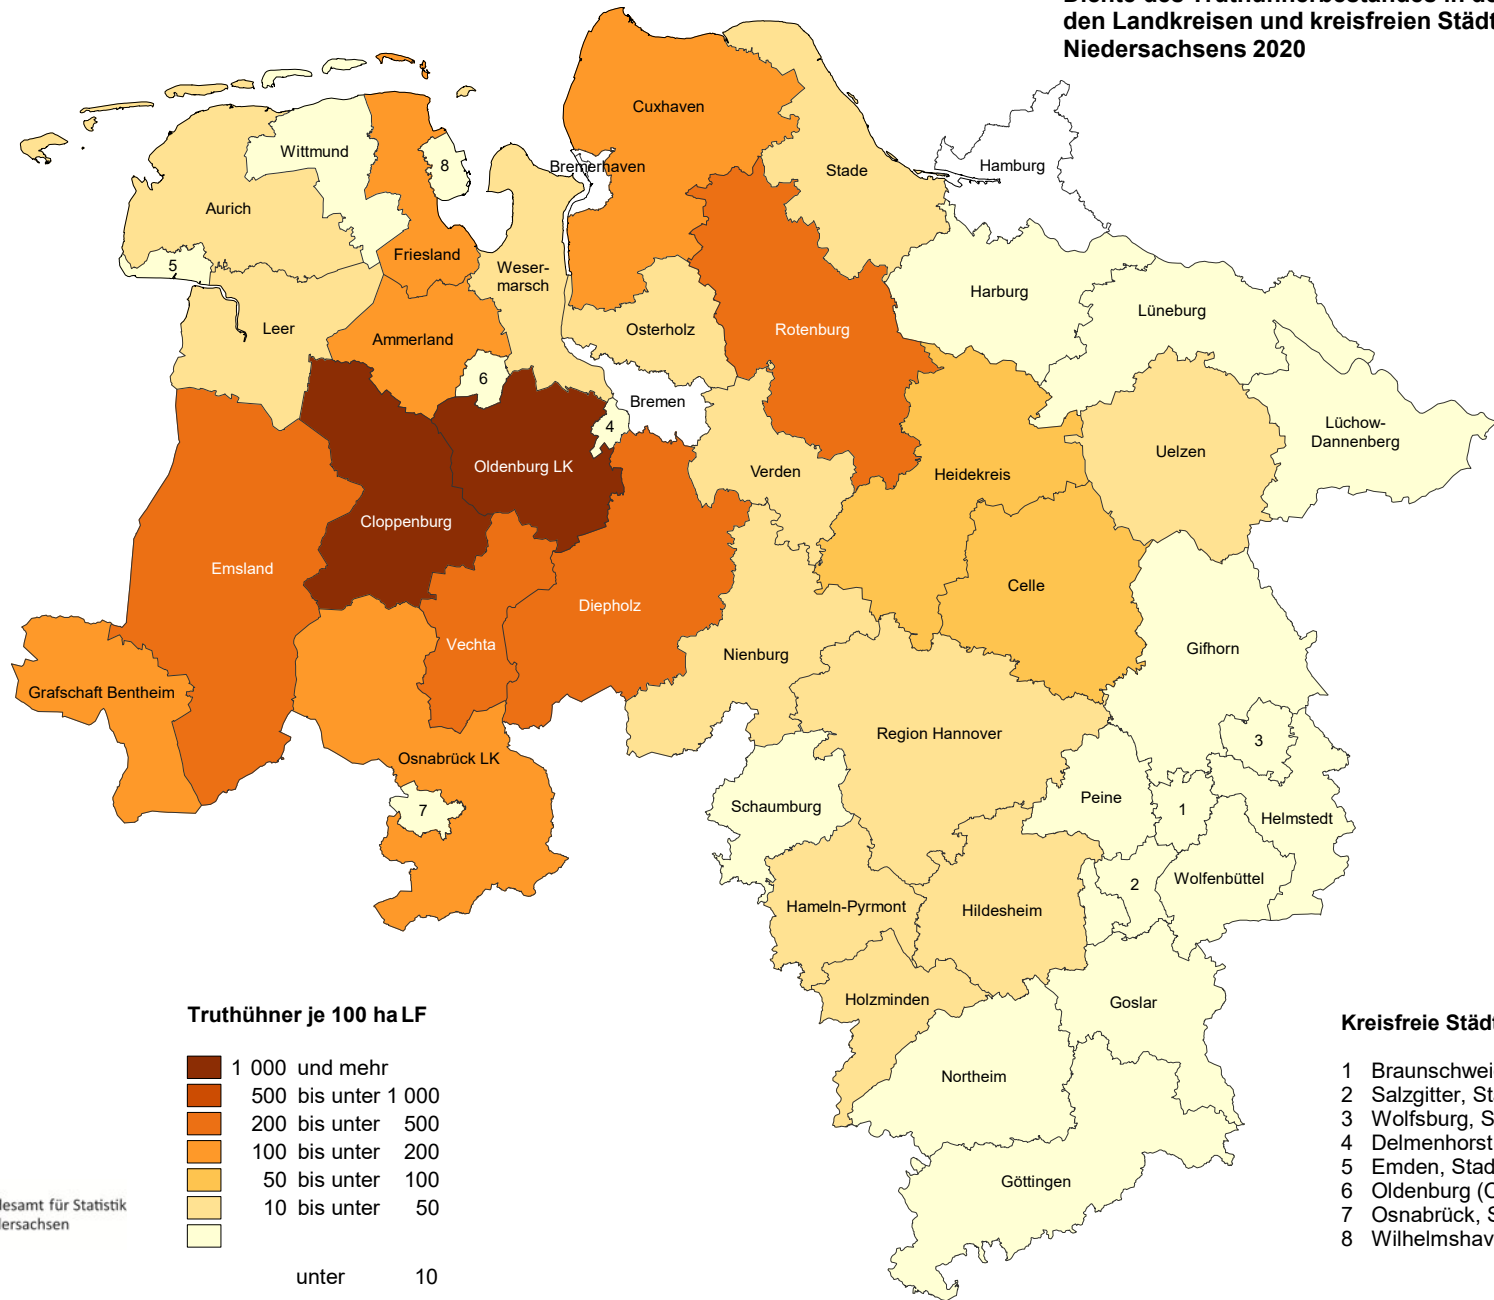 den Landkreisen und kreisfreien Städt
Niedersachsens 2020
Cuxhaven
Wittmund
8
Bremerhaven
Stade
Hamburg
Aurich
Friesland
5
Weser-
marsch
Harburg
Lüneburg
Leer
Ammerland
Osterholz
Rotenburg
6
Bremen
4
Lüchow-
Dannenberg
Uelzen
Oldenburg LK
Verden
Heidekreis
Cloppenburg
Emsland
Celle
Diepholz
Vechta
Nienburg
Gifhorn
Grafschaft Bentheim
Region Hannover
3
Osnabrück LK
7
Schaumburg
Peine
1
Helmstedt
2
Wolfenbüttel
Hameln-Pyrmont
Hildesheim
Holzminden
Goslar
Northeim
Göttingen
Truthühner je 100 ha LF
1 000 und mehr
500 bis unter 1 000
200 bis unter 500
100 bis unter 200
50 bis unter 100
10 bis unter 50
unter 10
Kreisfreie Städt
1 Braunschwei
2 Salzgitter, St
3 Wolfsburg, S
4 Delmenhorst
5 Emden, Stad
6 Oldenburg (O
7 Osnabrück, S
8 Wilhelmshav
desamt für Statistik
dersachsen